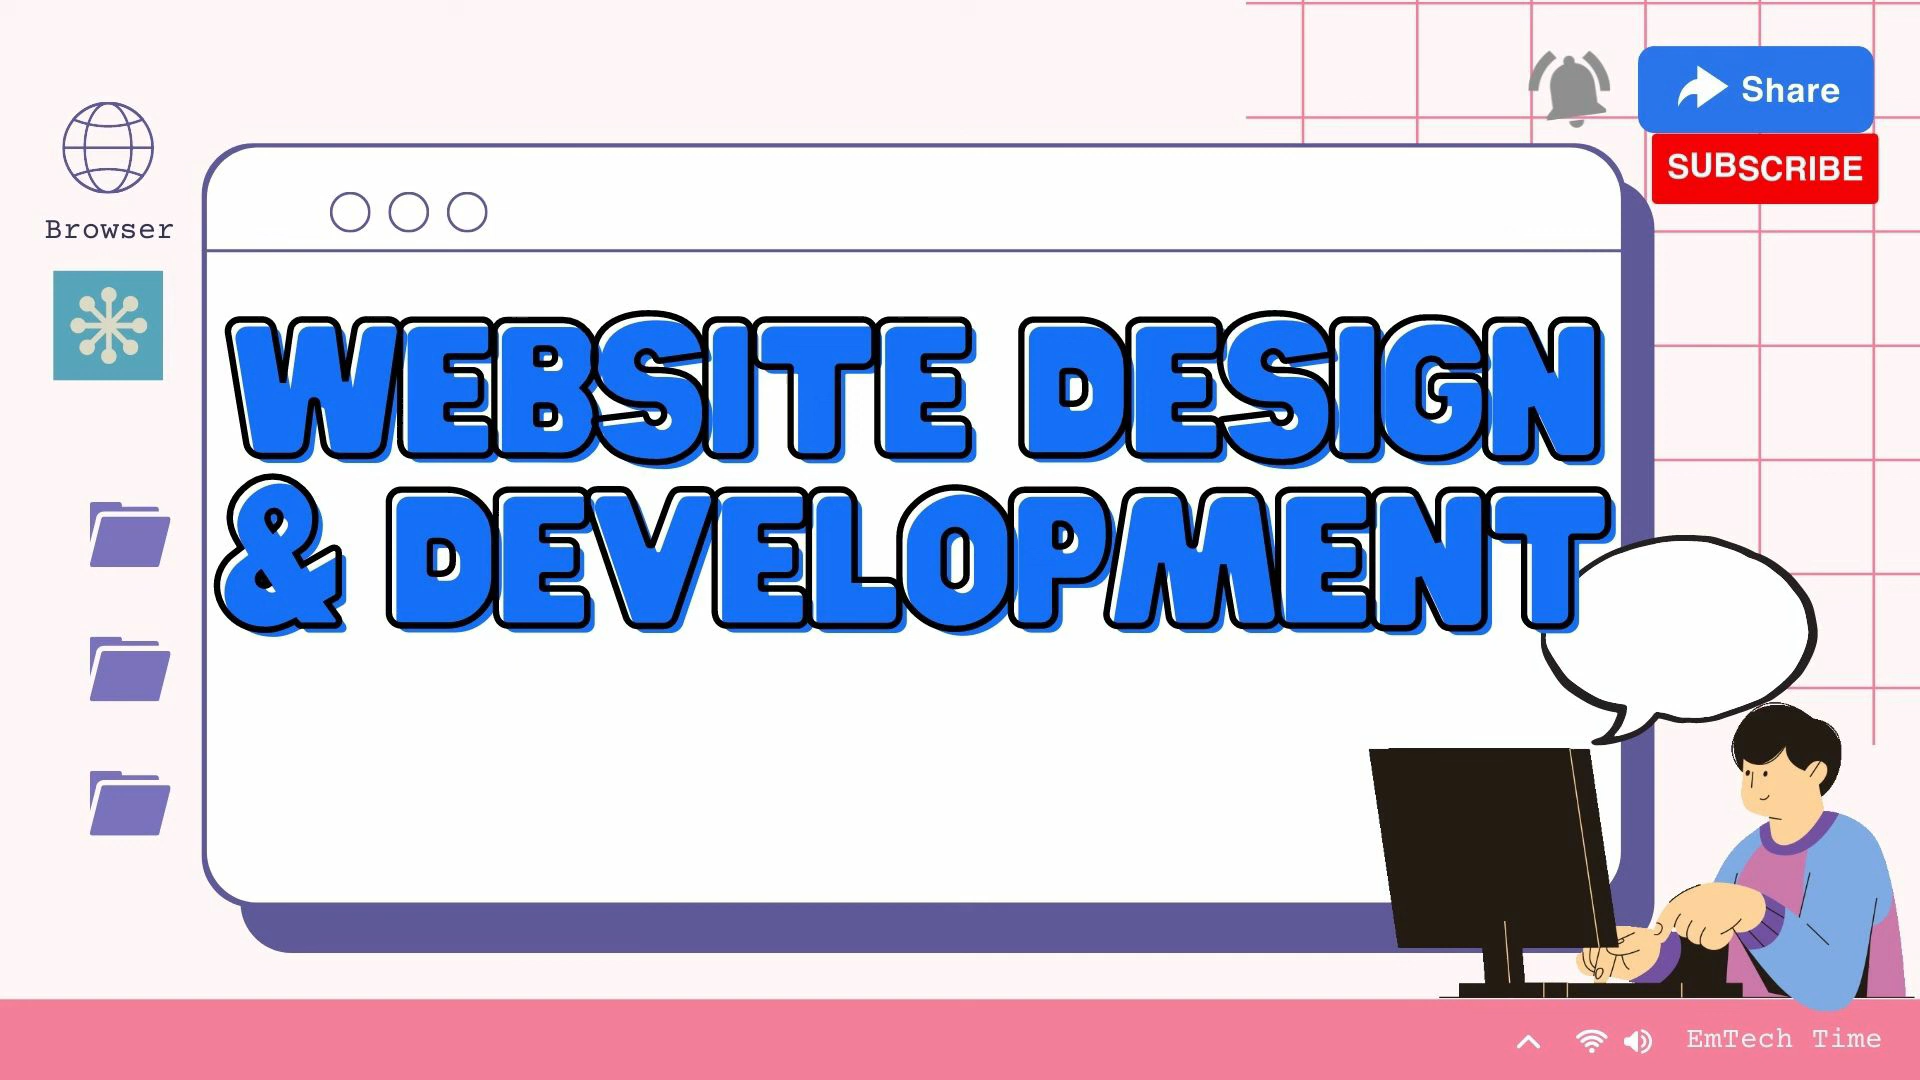 Share
SUBSCRIBE
Browser
WEBSITE DESIGN
& DEVELOPMENT
EmTech Time